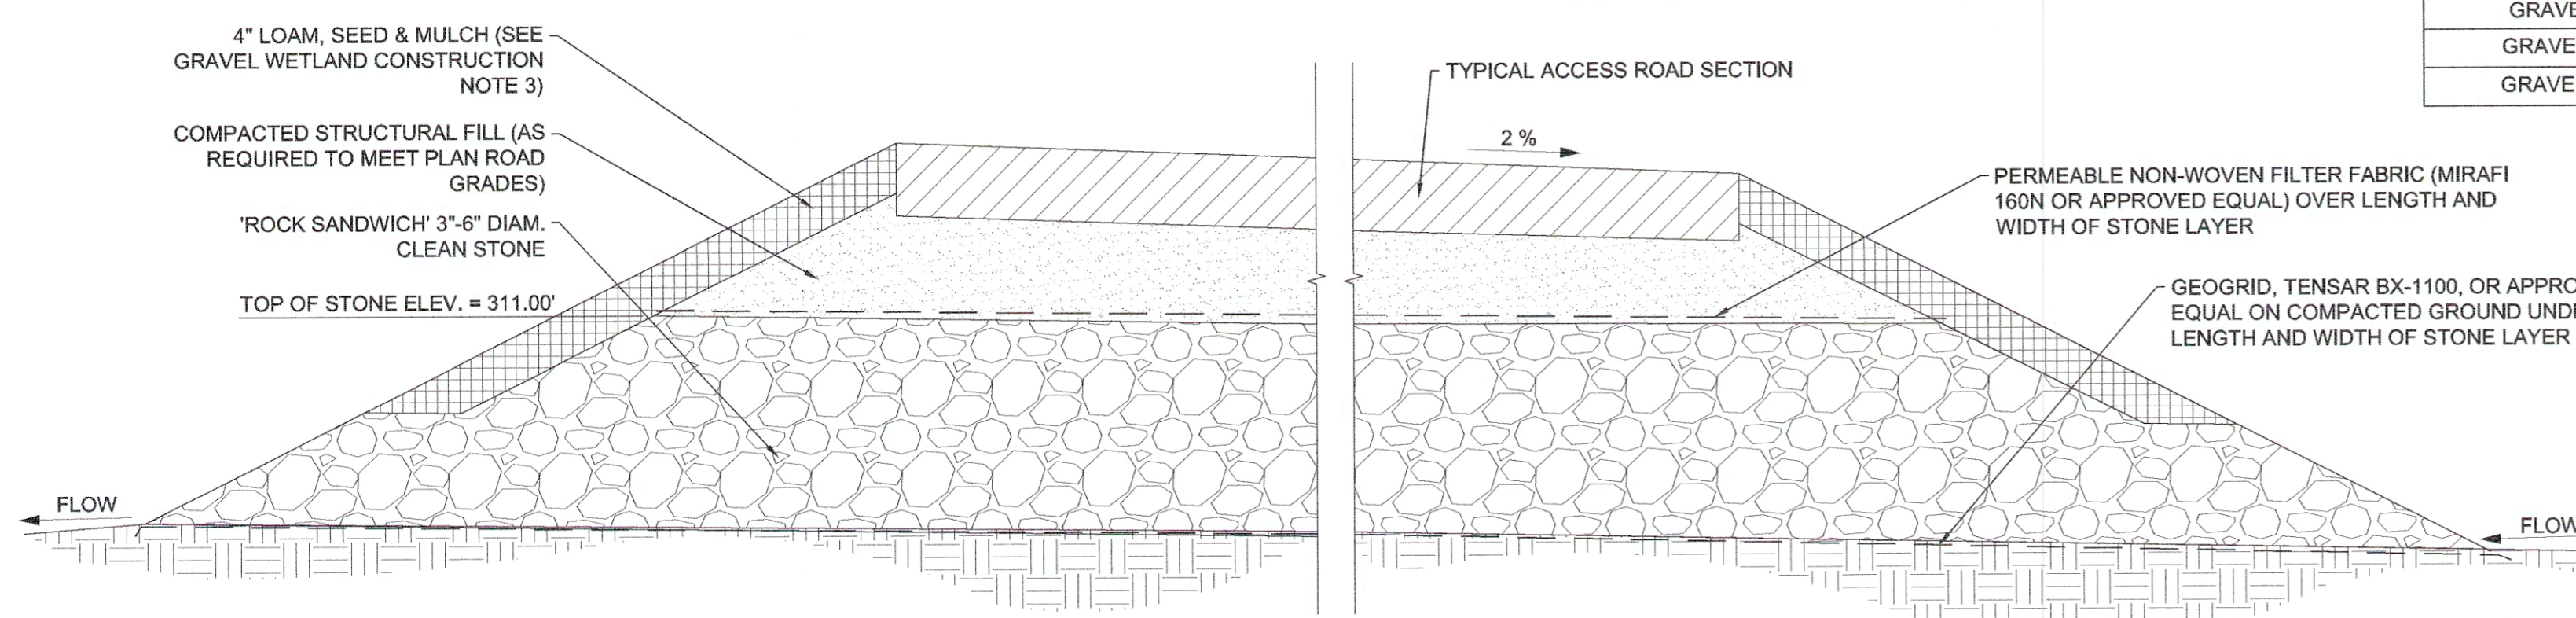 4" LOAM, SEED & MULCH (SEE
GRAVEL WETLAND CONSTRUCTION
NOTE 3)
COMPACTED STRUCTURAL FILL (AS
REQUIRED TO MEET PLAN ROAD
GRADES)
'ROCK SANDWICH' 3"-6" DIAM.
CLEAN STONE
TOP OF STONE ELEV. = 311.00'
FLOW
TYPICAL ACCESS ROAD SECTION
2 %
PERMEABLE NON-WOVEN FILTER FABRIC (MIRAFI
160N OR APPROVED EQUAL) OVER LENGTH AND
WIDTH OF STONE LAYER
GEOGRID, TENSAR BX-1100, OR APPRO
EQUAL ON COMPACTED GROUND UND
LENGTH AND WIDTH OF STONE LAYER
FLOW
GRAVE
GRAVE
GRAVE